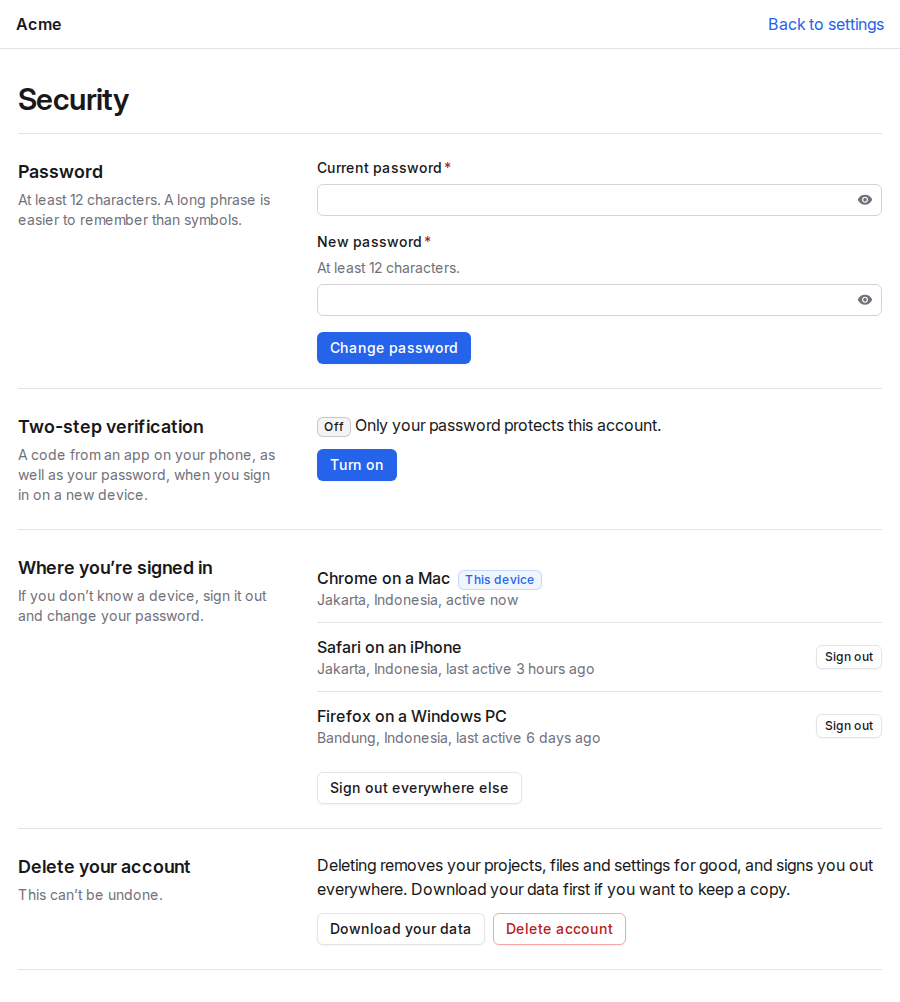 Acme
Back to settings
Security
Password
At least 12 characters. A long phrase is
easier to remember than symbols.
Current password *
New password *
At least 12 characters.
Change password
Two-step verification
A code from an app on your phone, as
well as your password, when you sign
in on a new device.
Off Only your password protects this account.
Turn on
Where you’re signed in
If you don’t know a device, sign it out
and change your password.
Chrome on a Mac This device
Jakarta, Indonesia, active now
Safari on an iPhone
Jakarta, Indonesia, last active 3 hours ago
Sign out
Firefox on a Windows PC
Bandung, Indonesia, last active 6 days ago
Sign out
Sign out everywhere else
Delete your account
This can’t be undone.
Deleting removes your projects, files and settings for good, and signs you out
everywhere. Download your data first if you want to keep a copy.
Download your data
Delete account